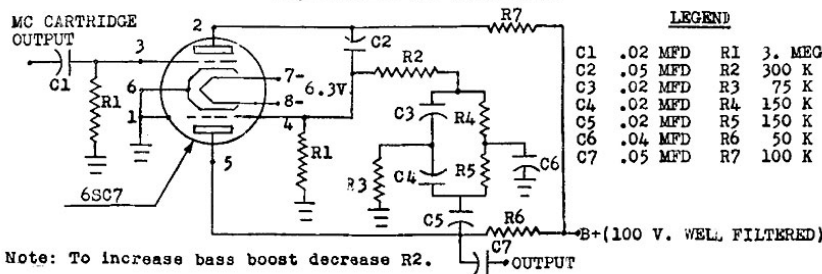 MC CARTRIDGE
OUTPUT
C1
R1
3
2
6
1
7-
8-
6.3V
4
5
6SC7
C2
R1
R2
R7
C3
R4
R3
C4
R5
C6
C5
R6
C7
OUTPUT
B+(100 V. WELL FILTERED)
LEGEND
C1 .02 MFD R1 3. MEG
C2 .05 MFD R2 300 K
C3 .02 MFD R3 75 K
C4 .02 MFD R4 150 K
C5 .02 MFD R5 150 K
C6 .04 MFD R6 50 K
C7 .05 MFD R7 100 K
Note: To increase bass boost decrease R2.